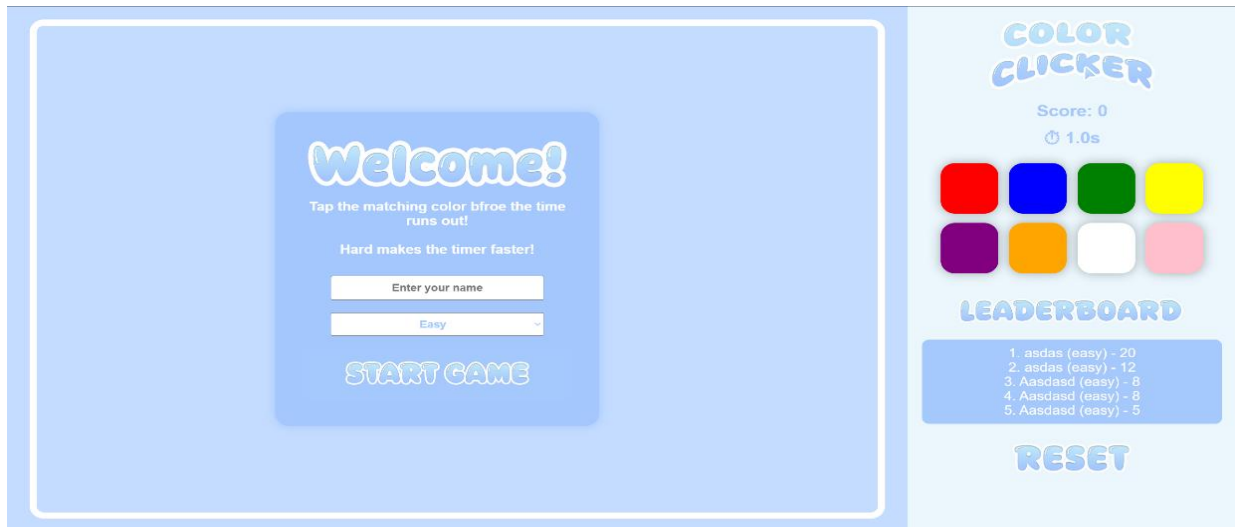 Welcome!
Tap the matching color bfroe the time
runs out!
Hard makes the timer faster!
Enter your name
Easy
START GAME
COLOR
CLICKER
Score: 0
⏱ 1.0s
LEADERBOARD
1. asdas (easy) - 20
2. asdas (easy) - 12
3. Aasdasd (easy) - 8
4. Aasdasd (easy) - 8
5. Aasdasd (easy) - 5
RESET